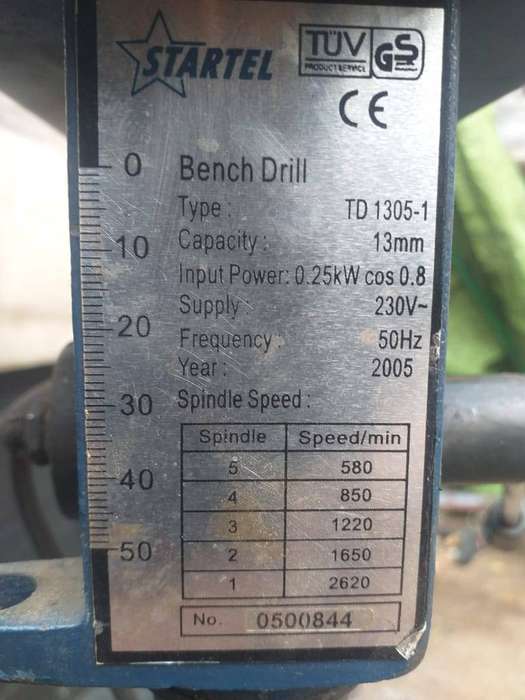 STARTEL
TÜV
PRODUCT SERVICE
GS
CE
Bench Drill
Type : TD 1305-1
Capacity : 13mm
Input Power: 0.25kW cos 0.8
Supply : 230V~
Frequency : 50Hz
Year : 2005
Spindle Speed :
Spindle Speed/min
5 580
4 850
3 1220
2 1650
1 2620
No. 0500844
0
10
20
30
40
50